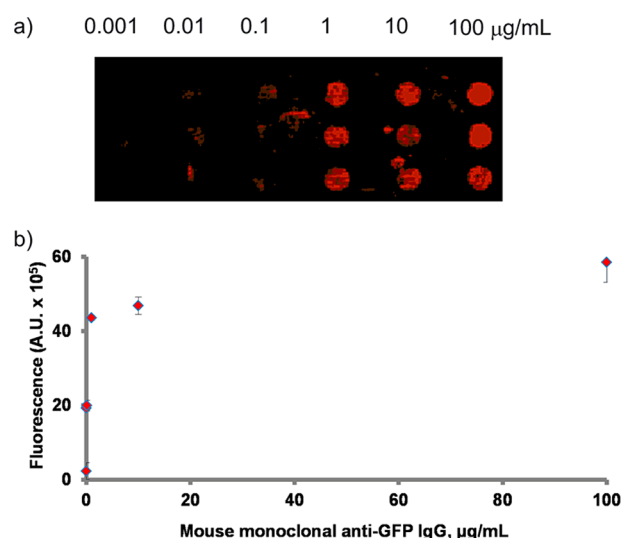 a) 0.001 0.01 0.1 1 10 100 μg/mL
b)
60
40
20
0
Fluorescence (A.U. x 10⁵)
0 20 40 60 80 100
Mouse monoclonal anti-GFP IgG, μg/mL